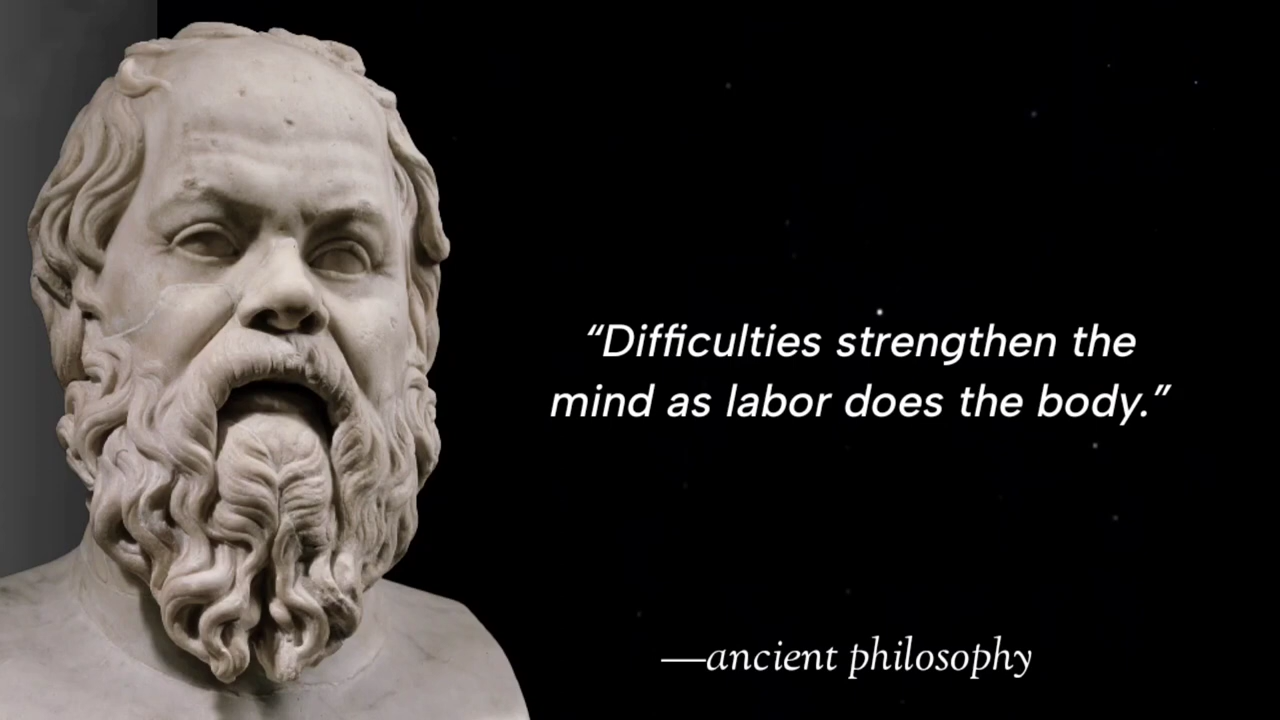 “Difficulties strengthen the
mind as labor does the body.”
—ancient philosophy